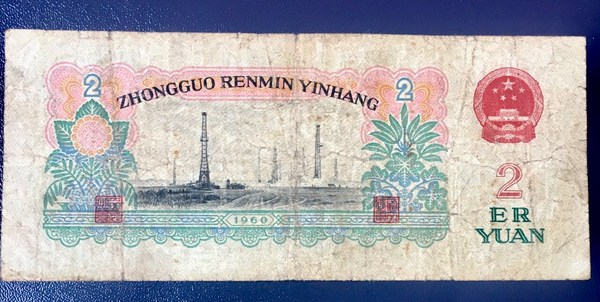 ZHONGGUO RENMIN YINHANG
2
2
1960
2
ER
YUAN